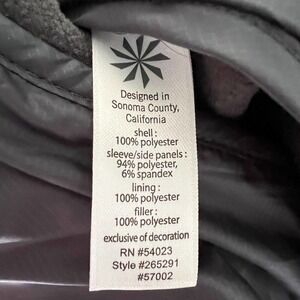 Designed in
Sonoma County,
California
shell :
100% polyester
sleeve/side panels :
94% polyester,
6% spandex
lining :
100% polyester
filler :
100% polyester
exclusive of decoration
RN #54023
Style #265291
#57002